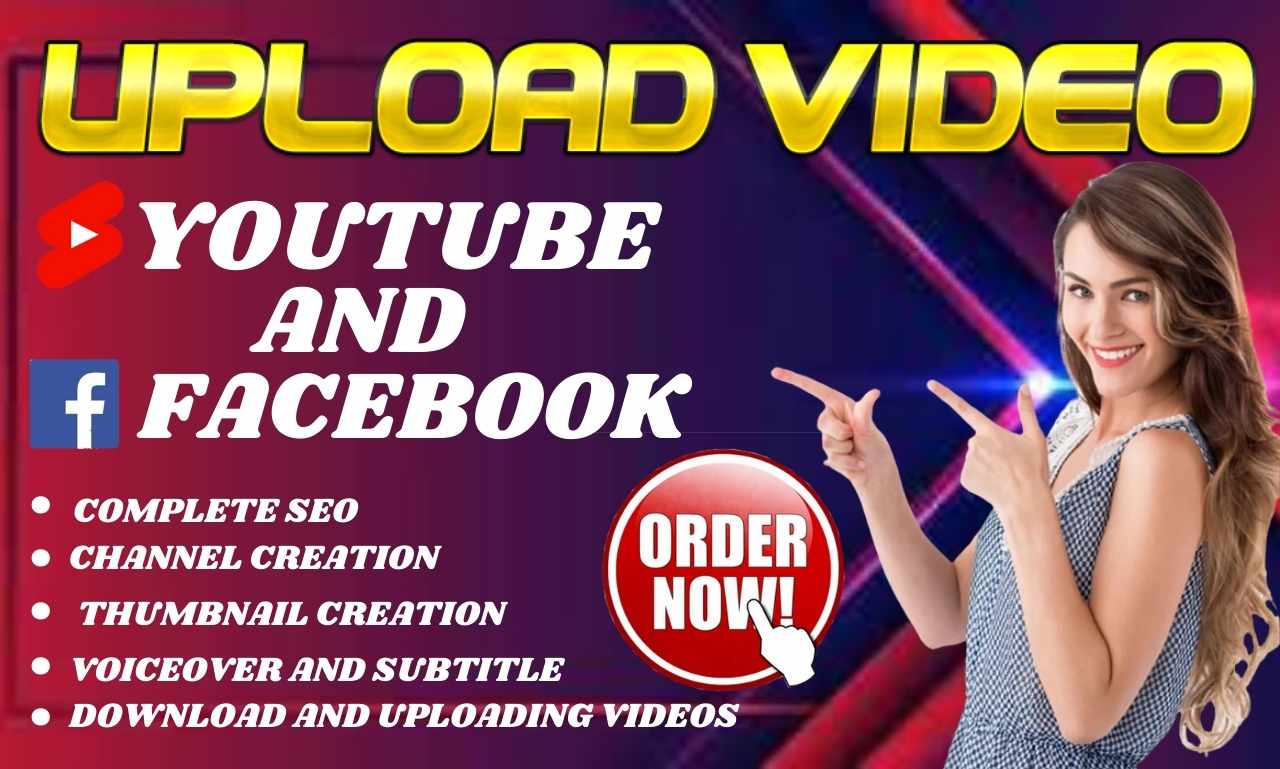 UPLOAD VIDEO
YOUTUBE
AND
FACEBOOK
COMPLETE SEO
CHANNEL CREATION
THUMBNAIL CREATION
VOICEOVER AND SUBTITLE
DOWNLOAD AND UPLOADING VIDEOS
ORDER
NOW!